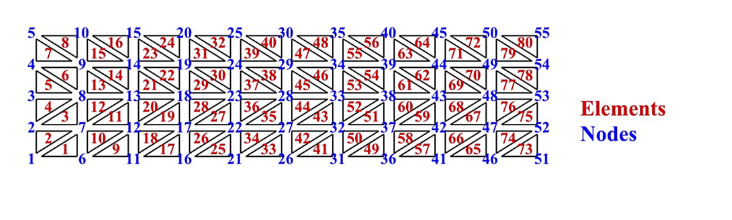 5 10 15 20 25 30 35 40 45 50 55
8 16 24 32 40 48 56 64 72 80
7 15 23 31 39 47 55 63 71 79
4 9 14 19 24 29 34 39 44 49 54
6 14 22 30 38 46 54 62 70 78
5 13 21 29 37 45 53 61 69 77
3 8 13 18 23 28 33 38 43 48 53
4 12 20 28 36 44 52 60 68 76
3 11 19 27 35 43 51 59 67 75
2 7 12 17 22 27 32 37 42 47 52
2 10 18 26 34 42 50 58 66 74
1 9 17 25 33 41 49 57 65 73
1 6 11 16 21 26 31 36 41 46 51
Elements
Nodes